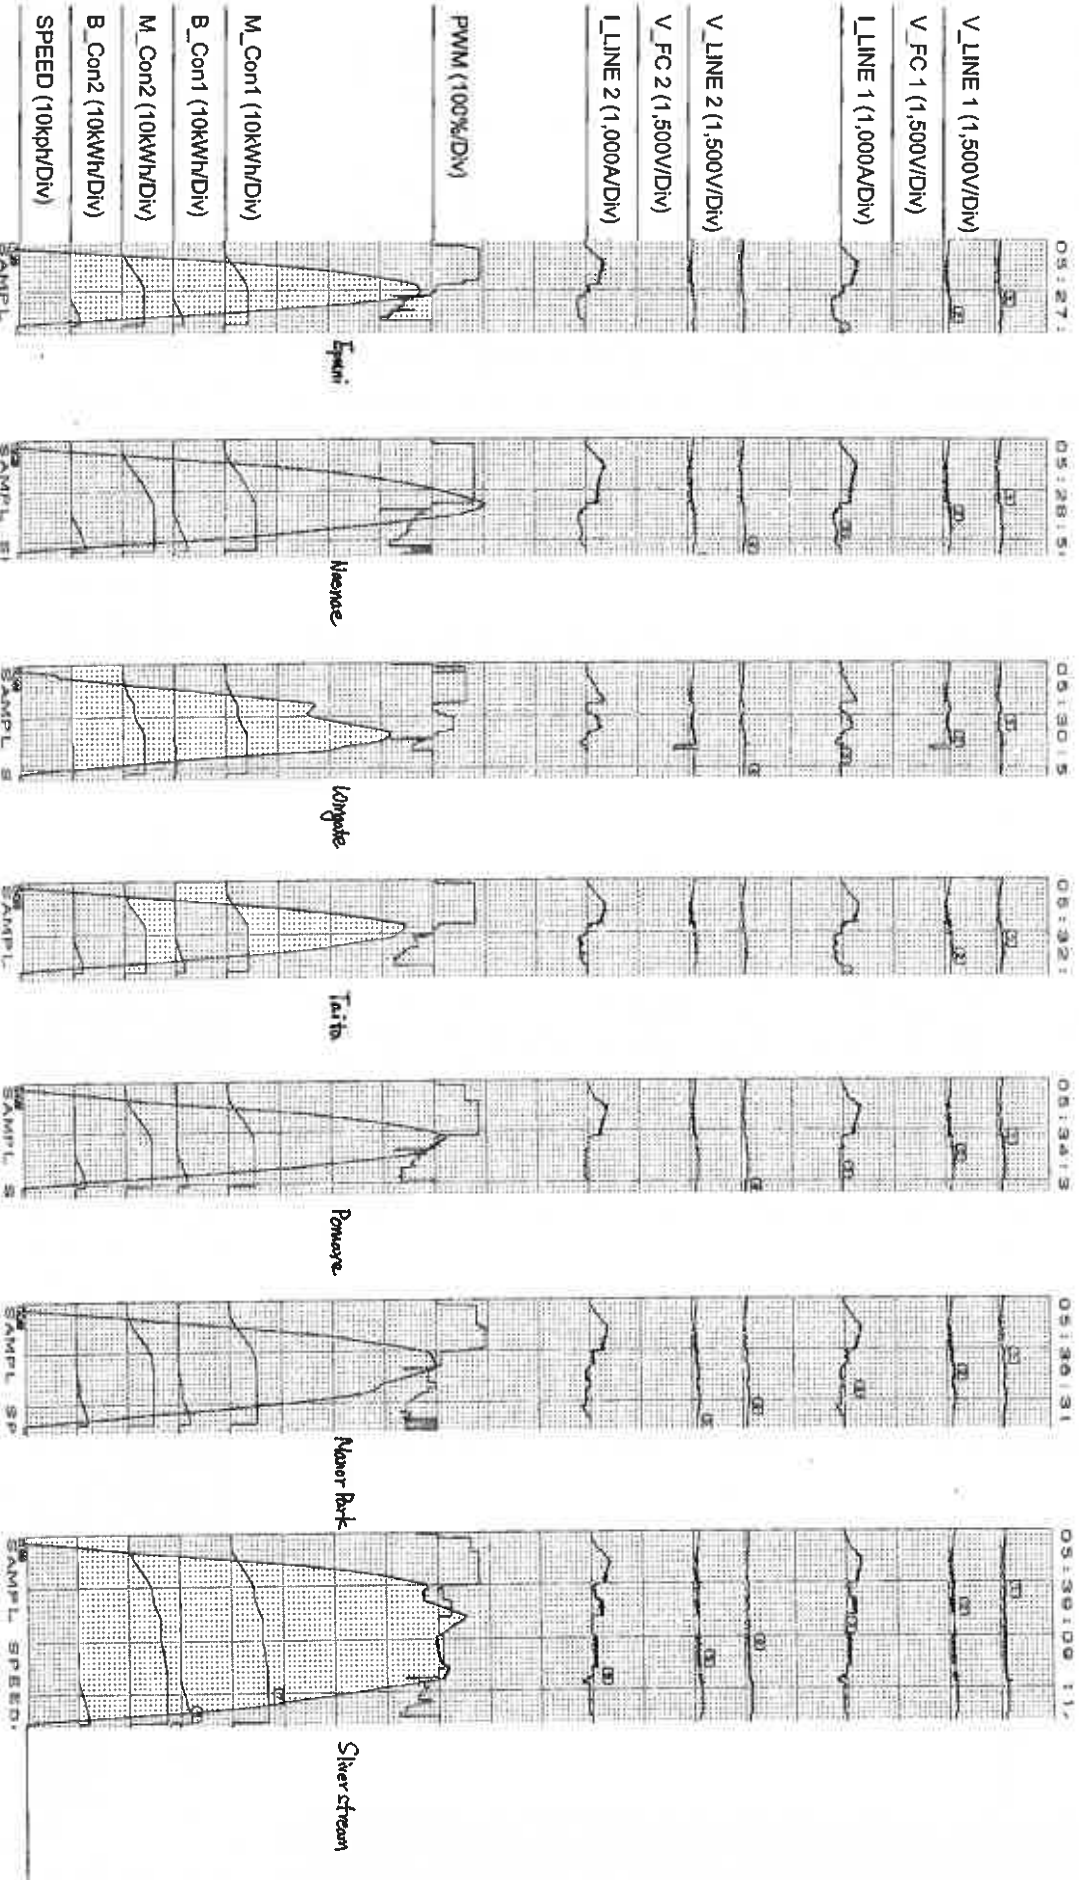 V_LINE 1 (1,500V/Div)
V_FC 1 (1,500V/Div)
I_LINE 1 (1,000A/Div)
V_LINE 2 (1,500V/Div)
V_FC 2 (1,500V/Div)
I_LINE 2 (1,000A/Div)
PWM (100%/Div)
M_Con1 (10kWh/Div)
B_Con1 (10kWh/Div)
M_Con2 (10kWh/Div)
B_Con2 (10kWh/Div)
SPEED (10kph/Div)
05:27:
SAMPL
Epuni
05:28:5
SAMPL S
Naenae
05:30:5
SAMPL S
Wingate
05:32:
SAMPL
Taita
05:34:3
SAMPL S
Pomare
05:36:31
SAMPL SP
Manor Park
05:39:09
SAMPL SPEED.
Silverstream